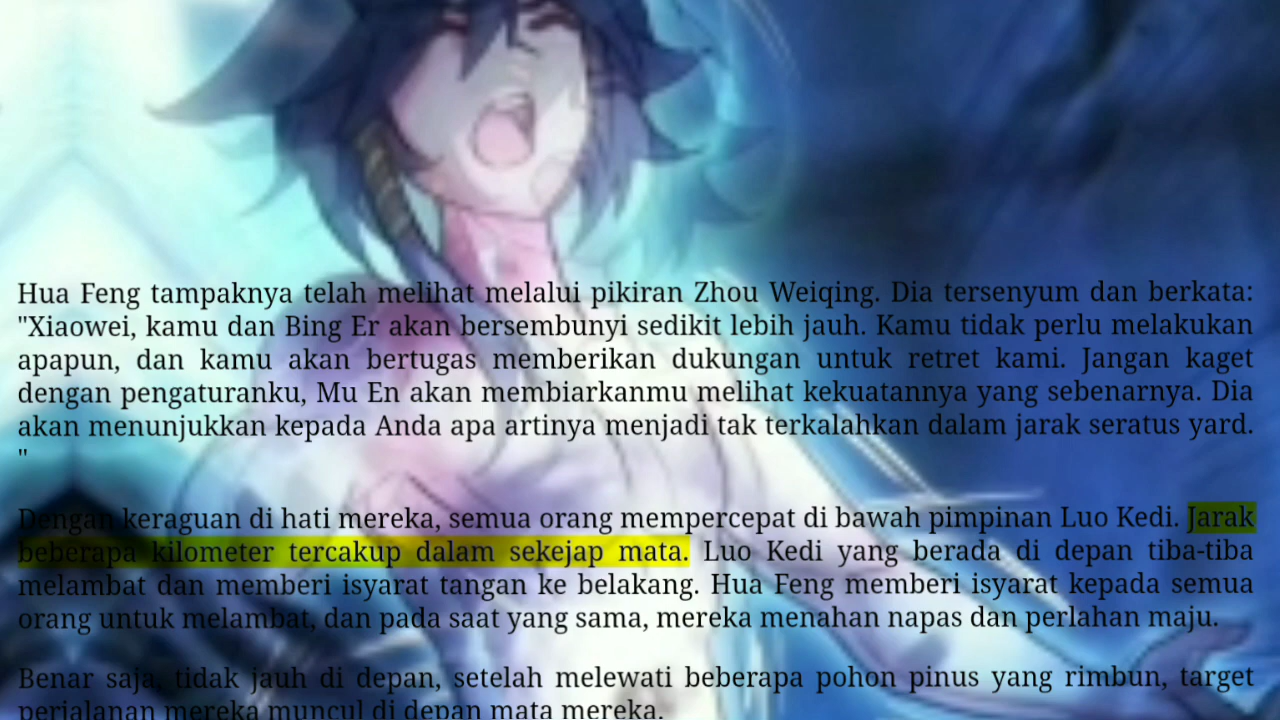 Hua Feng tampaknya telah melihat melalui pikiran Zhou Weiqing. Dia tersenyum dan berkata:
"Xiaowei, kamu dan Bing Er akan bersembunyi sedikit lebih jauh. Kamu tidak perlu melakukan
apapun, dan kamu akan bertugas memberikan dukungan untuk retret kami. Jangan kaget
dengan pengaturanku, Mu En akan membiarkanmu melihat kekuatannya yang sebenarnya. Dia
akan menunjukkan kepada Anda apa artinya menjadi tak terkalahkan dalam jarak seratus yard.
"
Dengan keraguan di hati mereka, semua orang mempercepat di bawah pimpinan Luo Kedi. Jarak
beberapa kilometer tercakup dalam sekejap mata. Luo Kedi yang berada di depan tiba-tiba
melambat dan memberi isyarat tangan ke belakang. Hua Feng memberi isyarat kepada semua
orang untuk melambat, dan pada saat yang sama, mereka menahan napas dan perlahan maju.
Benar saja, tidak jauh di depan, setelah melewati beberapa pohon pinus yang rimbun, target
perjalanan mereka muncul di depan mata mereka.